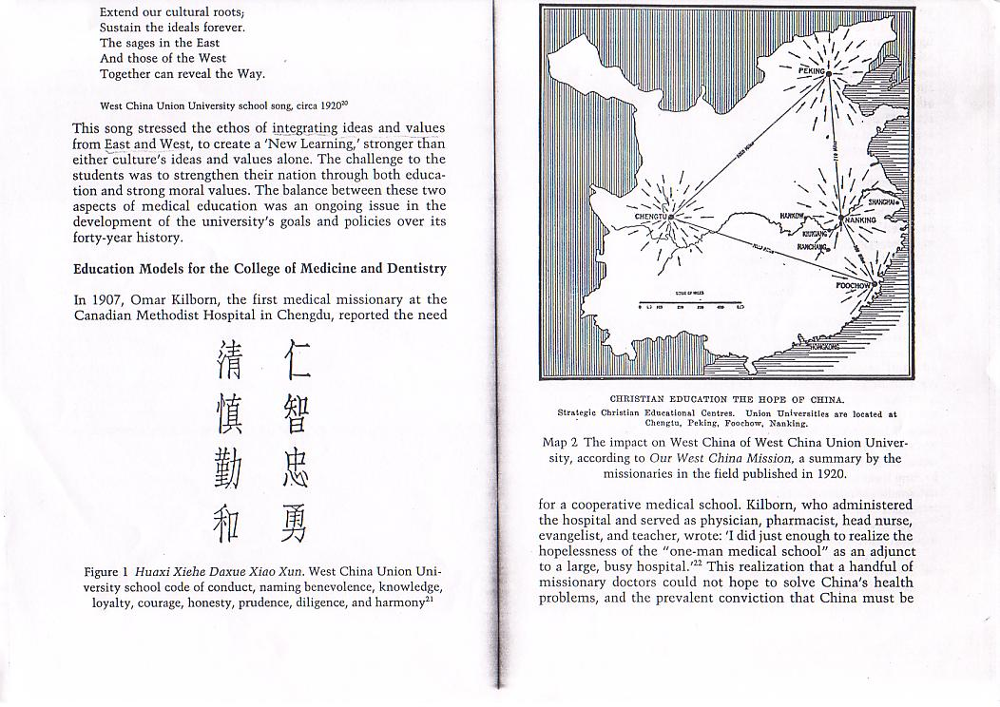 Extend our cultural roots;
Sustain the ideals forever.
The sages in the East
And those of the West
Together can reveal the Way.
West China Union University school song, circa 1920²⁰
This song stressed the ethos of integrating ideas and values
from East and West, to create a 'New Learning,' stronger than
either culture's ideas and values alone. The challenge to the
students was to strengthen their nation through both educa-
tion and strong moral values. The balance between these two
aspects of medical education was an ongoing issue in the
development of the university's goals and policies over its
forty-year history.
Education Models for the College of Medicine and Dentistry
In 1907, Omar Kilborn, the first medical missionary at the
Canadian Methodist Hospital in Chengdu, reported the need
仁智忠勇
清慎勤和
Figure 1 Huaxi Xiehe Daxue Xiao Xun. West China Union Uni-
versity school code of conduct, naming benevolence, knowledge,
loyalty, courage, honesty, prudence, diligence, and harmony²¹
PEKING
CHENGTU
HANKOW
SHANGHAI
NANKING
KIUKIANG
NANCHANG
FOOCHOW
SCALE OF MILES
HONGKONG
CHRISTIAN EDUCATION THE HOPE OF CHINA.
Strategic Christian Educational Centres. Union Universities are located at
Chengtu, Peking, Foochow, Nanking.
Map 2 The impact on West China of West China Union Univer-
sity, according to Our West China Mission, a summary by the
missionaries in the field published in 1920.
for a cooperative medical school. Kilborn, who administered
the hospital and served as physician, pharmacist, head nurse,
evangelist, and teacher, wrote: 'I did just enough to realize the
hopelessness of the "one-man medical school" as an adjunct
to a large, busy hospital.'²² This realization that a handful of
missionary doctors could not hope to solve China's health
problems, and the prevalent conviction that China must be